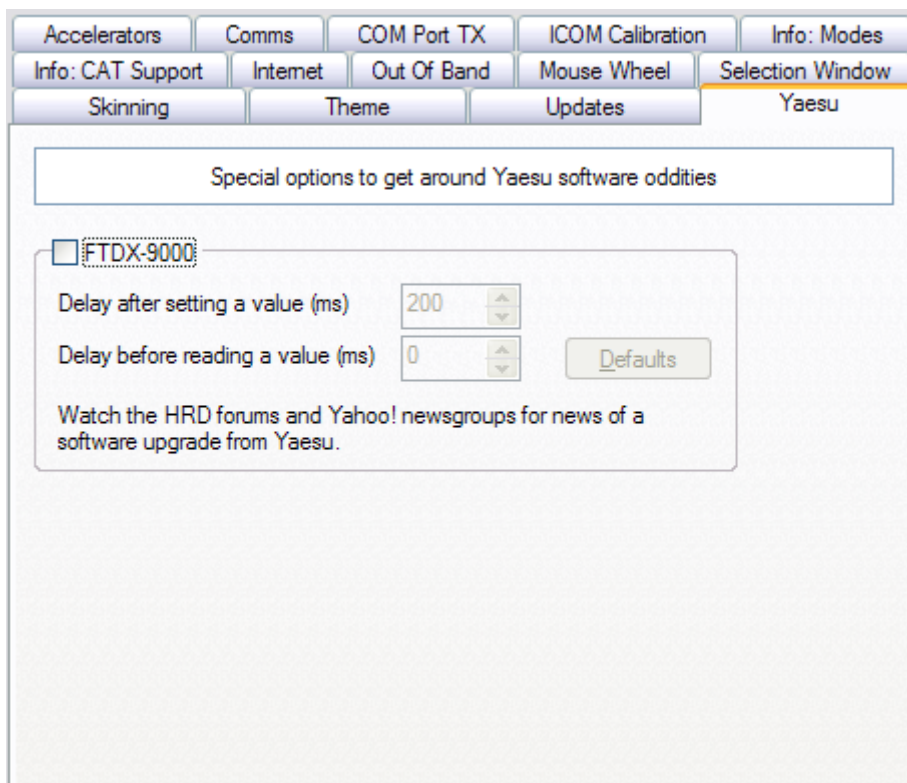 Accelerators Comms COM Port TX ICOM Calibration Info: Modes
Info: CAT Support Internet Out Of Band Mouse Wheel Selection Window
Skinning Theme Updates Yaesu
Special options to get around Yaesu software oddities
FTDX-9000
Delay after setting a value (ms) 200
Delay before reading a value (ms) 0 Defaults
Watch the HRD forums and Yahoo! newsgroups for news of a
software upgrade from Yaesu.